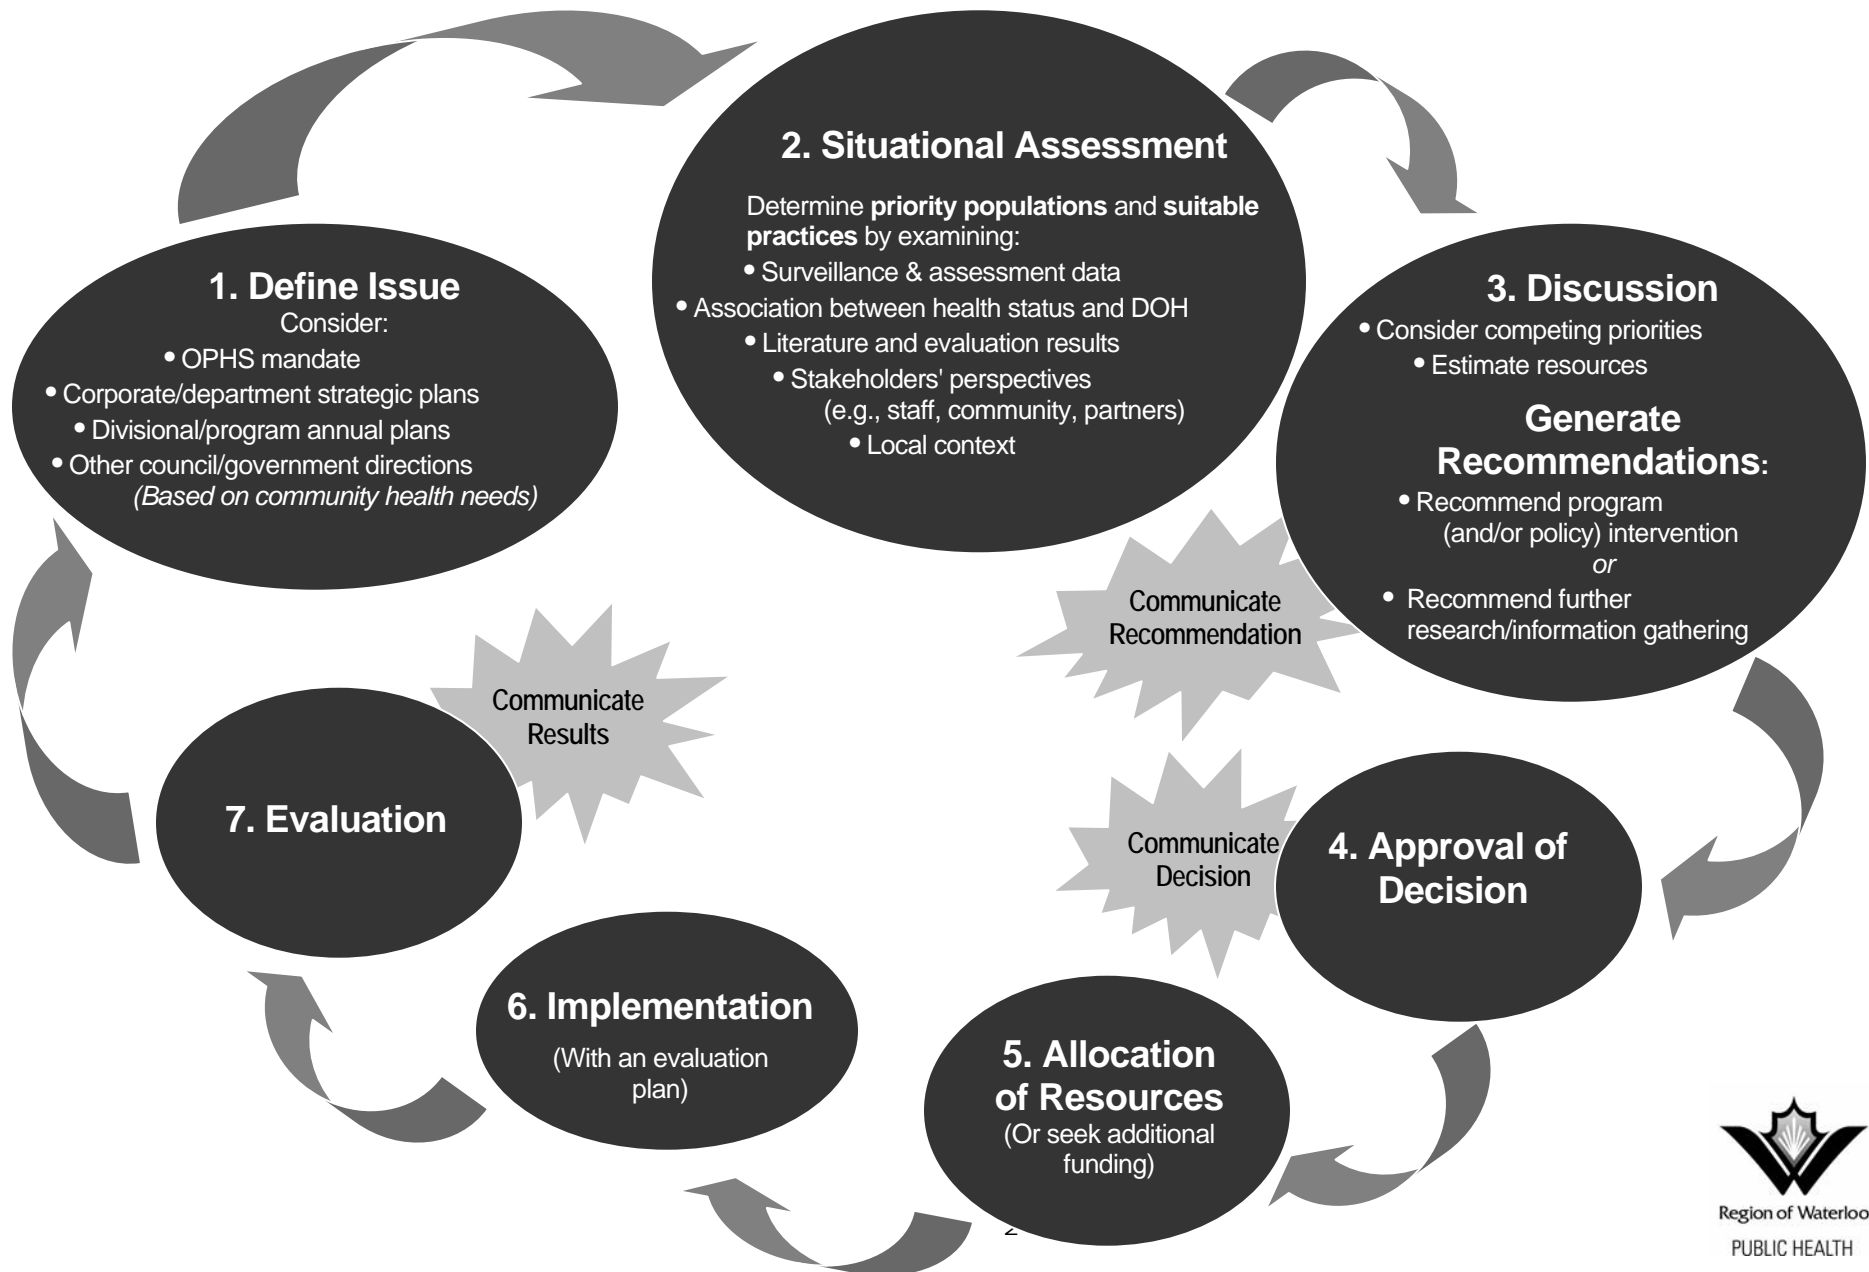 1. Define Issue
Consider:
• OPHS mandate
• Corporate/department strategic plans
• Divisional/program annual plans
• Other council/government directions
(Based on community health needs)
2. Situational Assessment
Determine priority populations and suitable
practices by examining:
• Surveillance & assessment data
• Association between health status and DOH
• Literature and evaluation results
• Stakeholders' perspectives
(e.g., staff, community, partners)
• Local context
3. Discussion
• Consider competing priorities
• Estimate resources
Generate
Recommendations:
• Recommend program
(and/or policy) intervention
or
• Recommend further
research/information gathering
Communicate
Recommendation
4. Approval of
Decision
Communicate
Decision
5. Allocation
of Resources
(Or seek additional
funding)
6. Implementation
(With an evaluation
plan)
7. Evaluation
Communicate
Results
Region of Waterloo
PUBLIC HEALTH